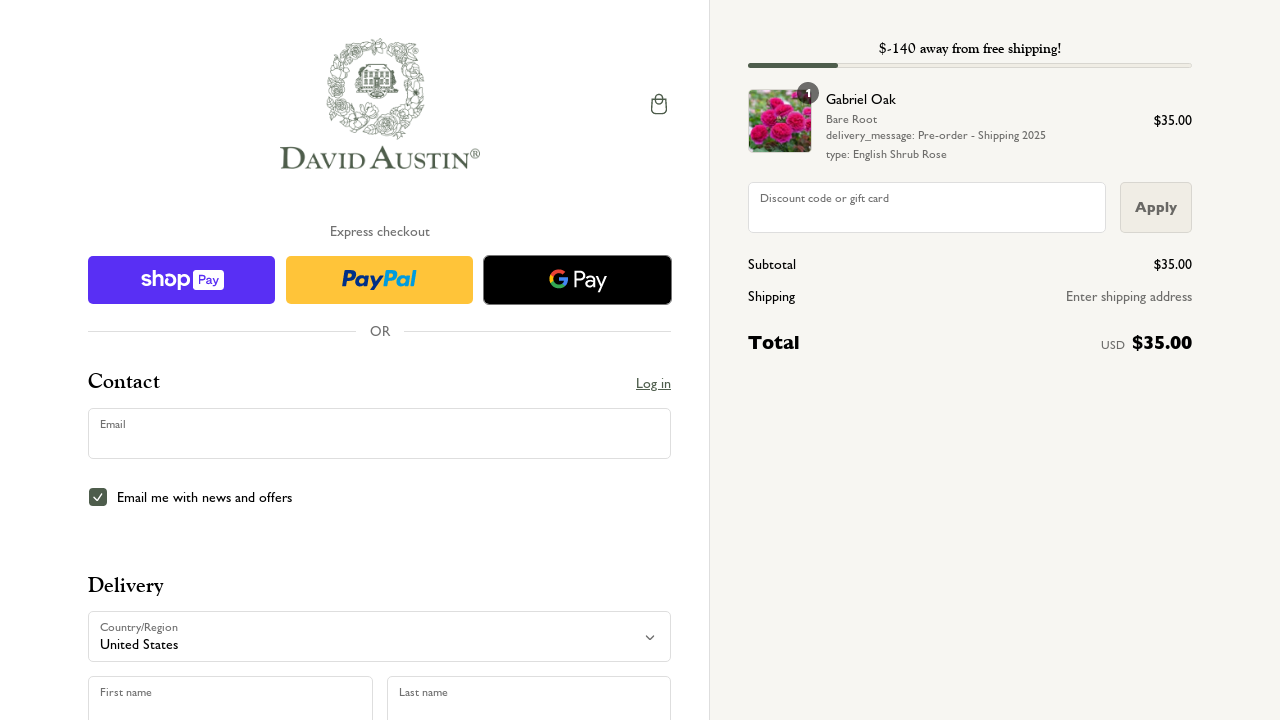 DAVID AUSTIN®
Express checkout
shop Pay
PayPal
G Pay
OR
Contact
Log in
Email
Email me with news and offers
Delivery
Country/Region
United States
First name
Last name
$-140 away from free shipping!
1
Gabriel Oak
Bare Root
delivery_message: Pre-order - Shipping 2025
type: English Shrub Rose
$35.00
Discount code or gift card
Apply
Subtotal
$35.00
Shipping
Enter shipping address
Total
USD $35.00